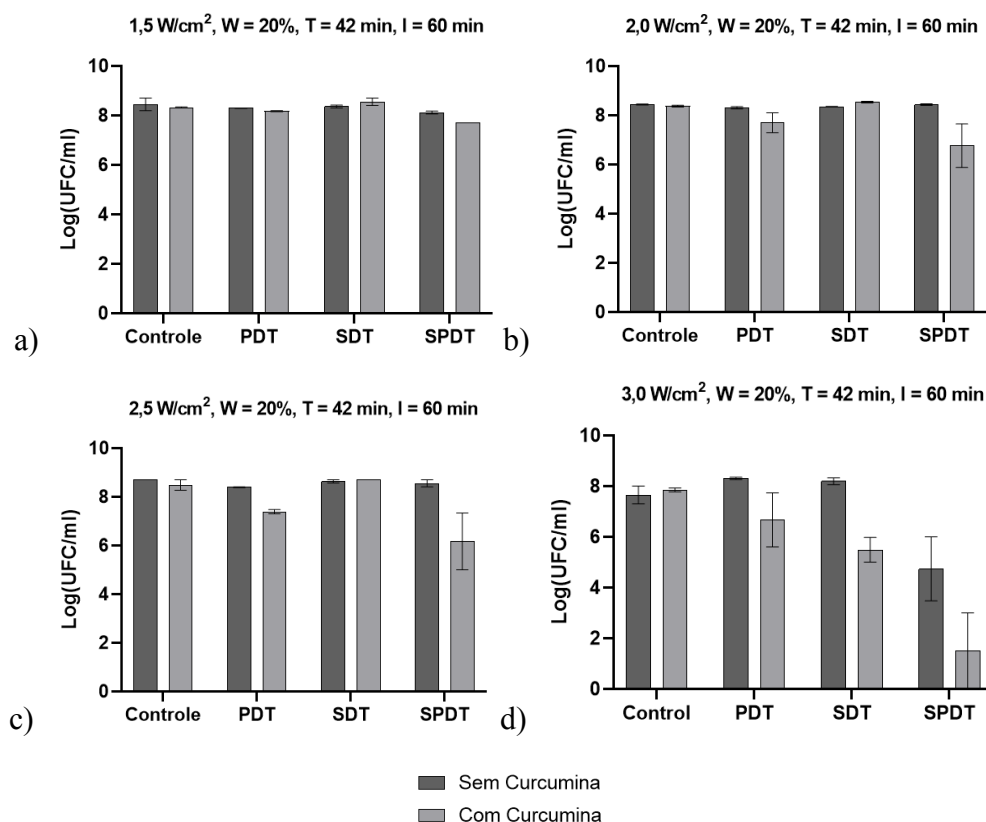 1,5 W/cm², W = 20%, T = 42 min, I = 60 min
Log(UFC/ml)
10
8
6
4
2
0
Controle PDT SDT SPDT
a)
2,0 W/cm², W = 20%, T = 42 min, I = 60 min
Log(UFC/ml)
10
8
6
4
2
0
Controle PDT SDT SPDT
b)
2,5 W/cm², W = 20%, T = 42 min, I = 60 min
Log(UFC/ml)
10
8
6
4
2
0
Controle PDT SDT SPDT
c)
3,0 W/cm², W = 20%, T = 42 min, I = 60 min
Log(UFC/ml)
10
8
6
4
2
0
Control PDT SDT SPDT
d)
Sem Curcumina
Com Curcumina